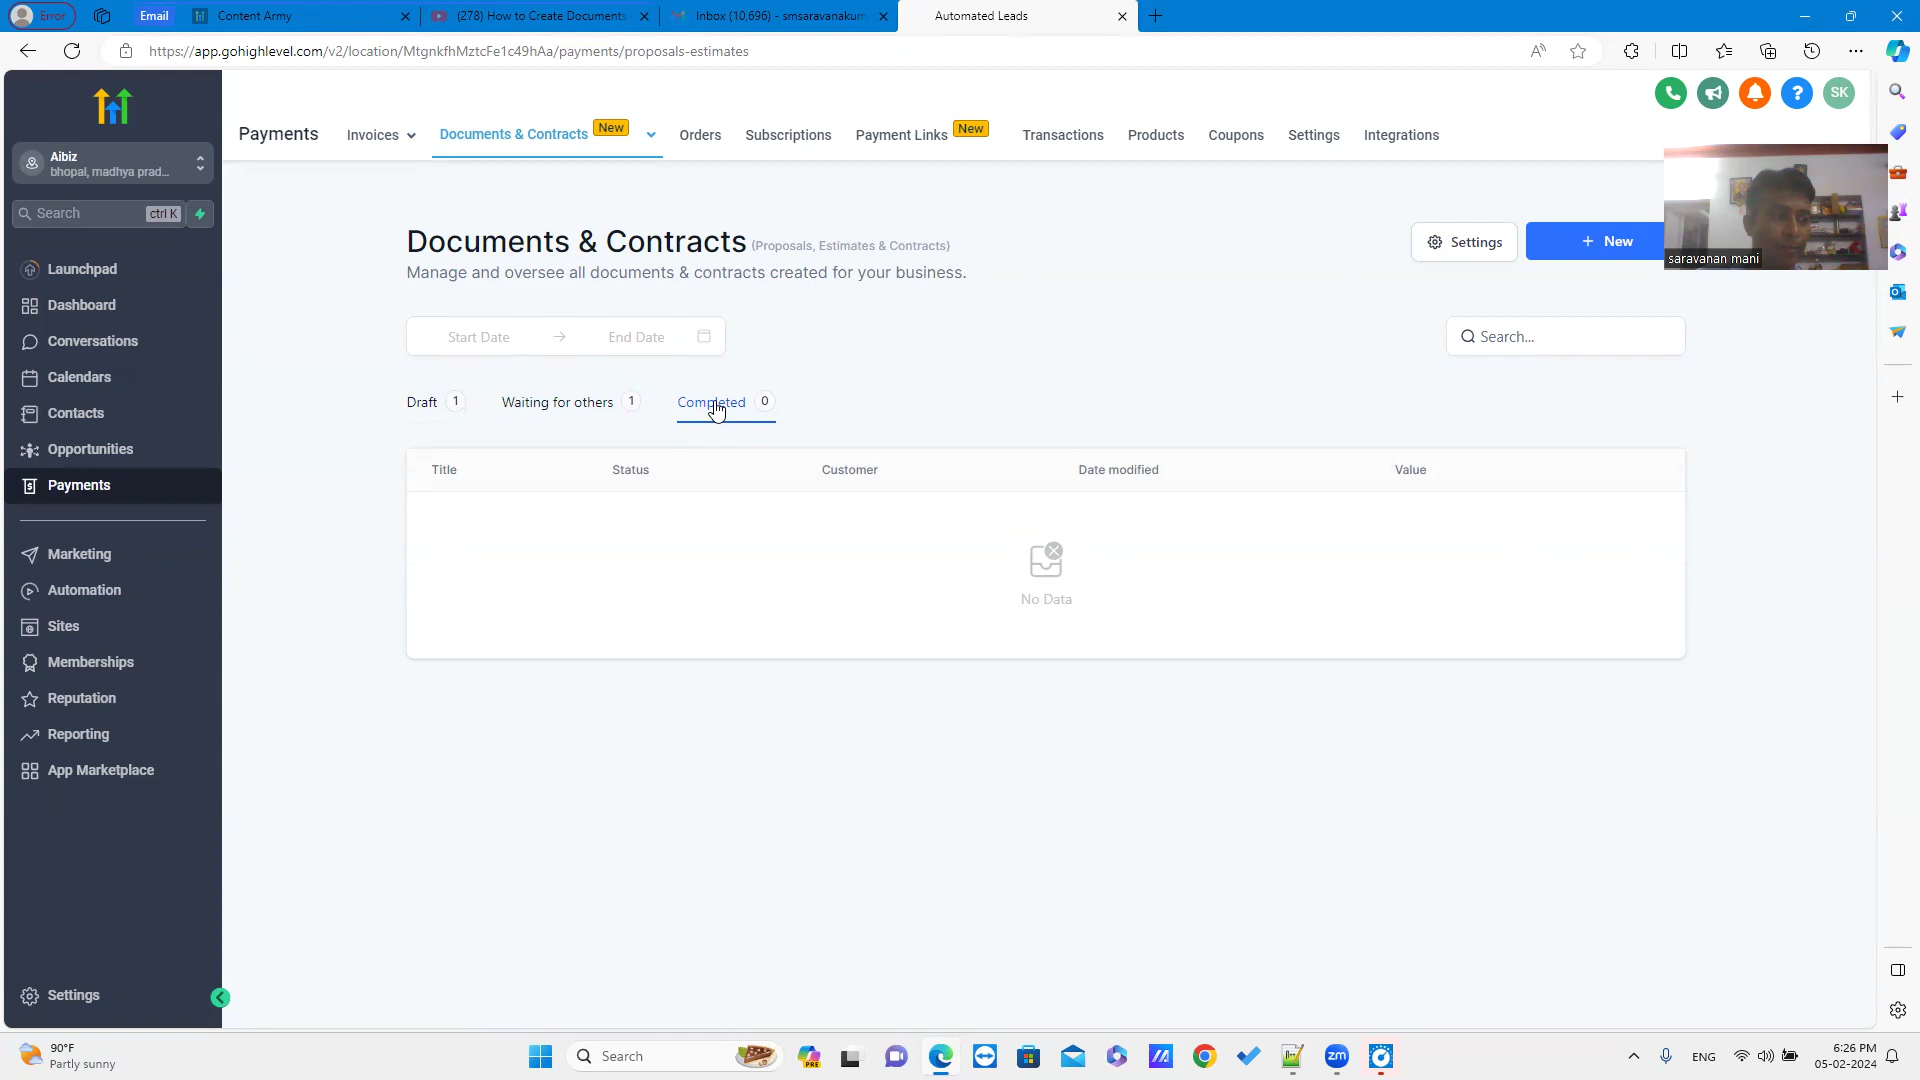 Error
Email
Content Army
(278) How to Create Documents
Inbox (10,696) - smsaravanakum
Automated Leads
https://app.gohighlevel.com/v2/location/MtgnkfhMztcFe1c49hAa/payments/proposals-estimates
Aibiz
bhopal, madhya prad...
Search
ctrl K
Launchpad
Dashboard
Conversations
Calendars
Contacts
Opportunities
Payments
Marketing
Automation
Sites
Memberships
Reputation
Reporting
App Marketplace
Settings
SK
Payments
Invoices
Documents & Contracts
New
Orders
Subscriptions
Payment Links
New
Transactions
Products
Coupons
Settings
Integrations
saravanan mani
Documents & Contracts (Proposals, Estimates & Contracts)
Manage and oversee all documents & contracts created for your business.
Settings
+ New
Start Date
End Date
Search...
Draft 1
Waiting for others 1
Completed 0
Title
Status
Customer
Date modified
Value
No Data
90°F
Partly sunny
Search
PRE
zm
ENG
6:26 PM
05-02-2024